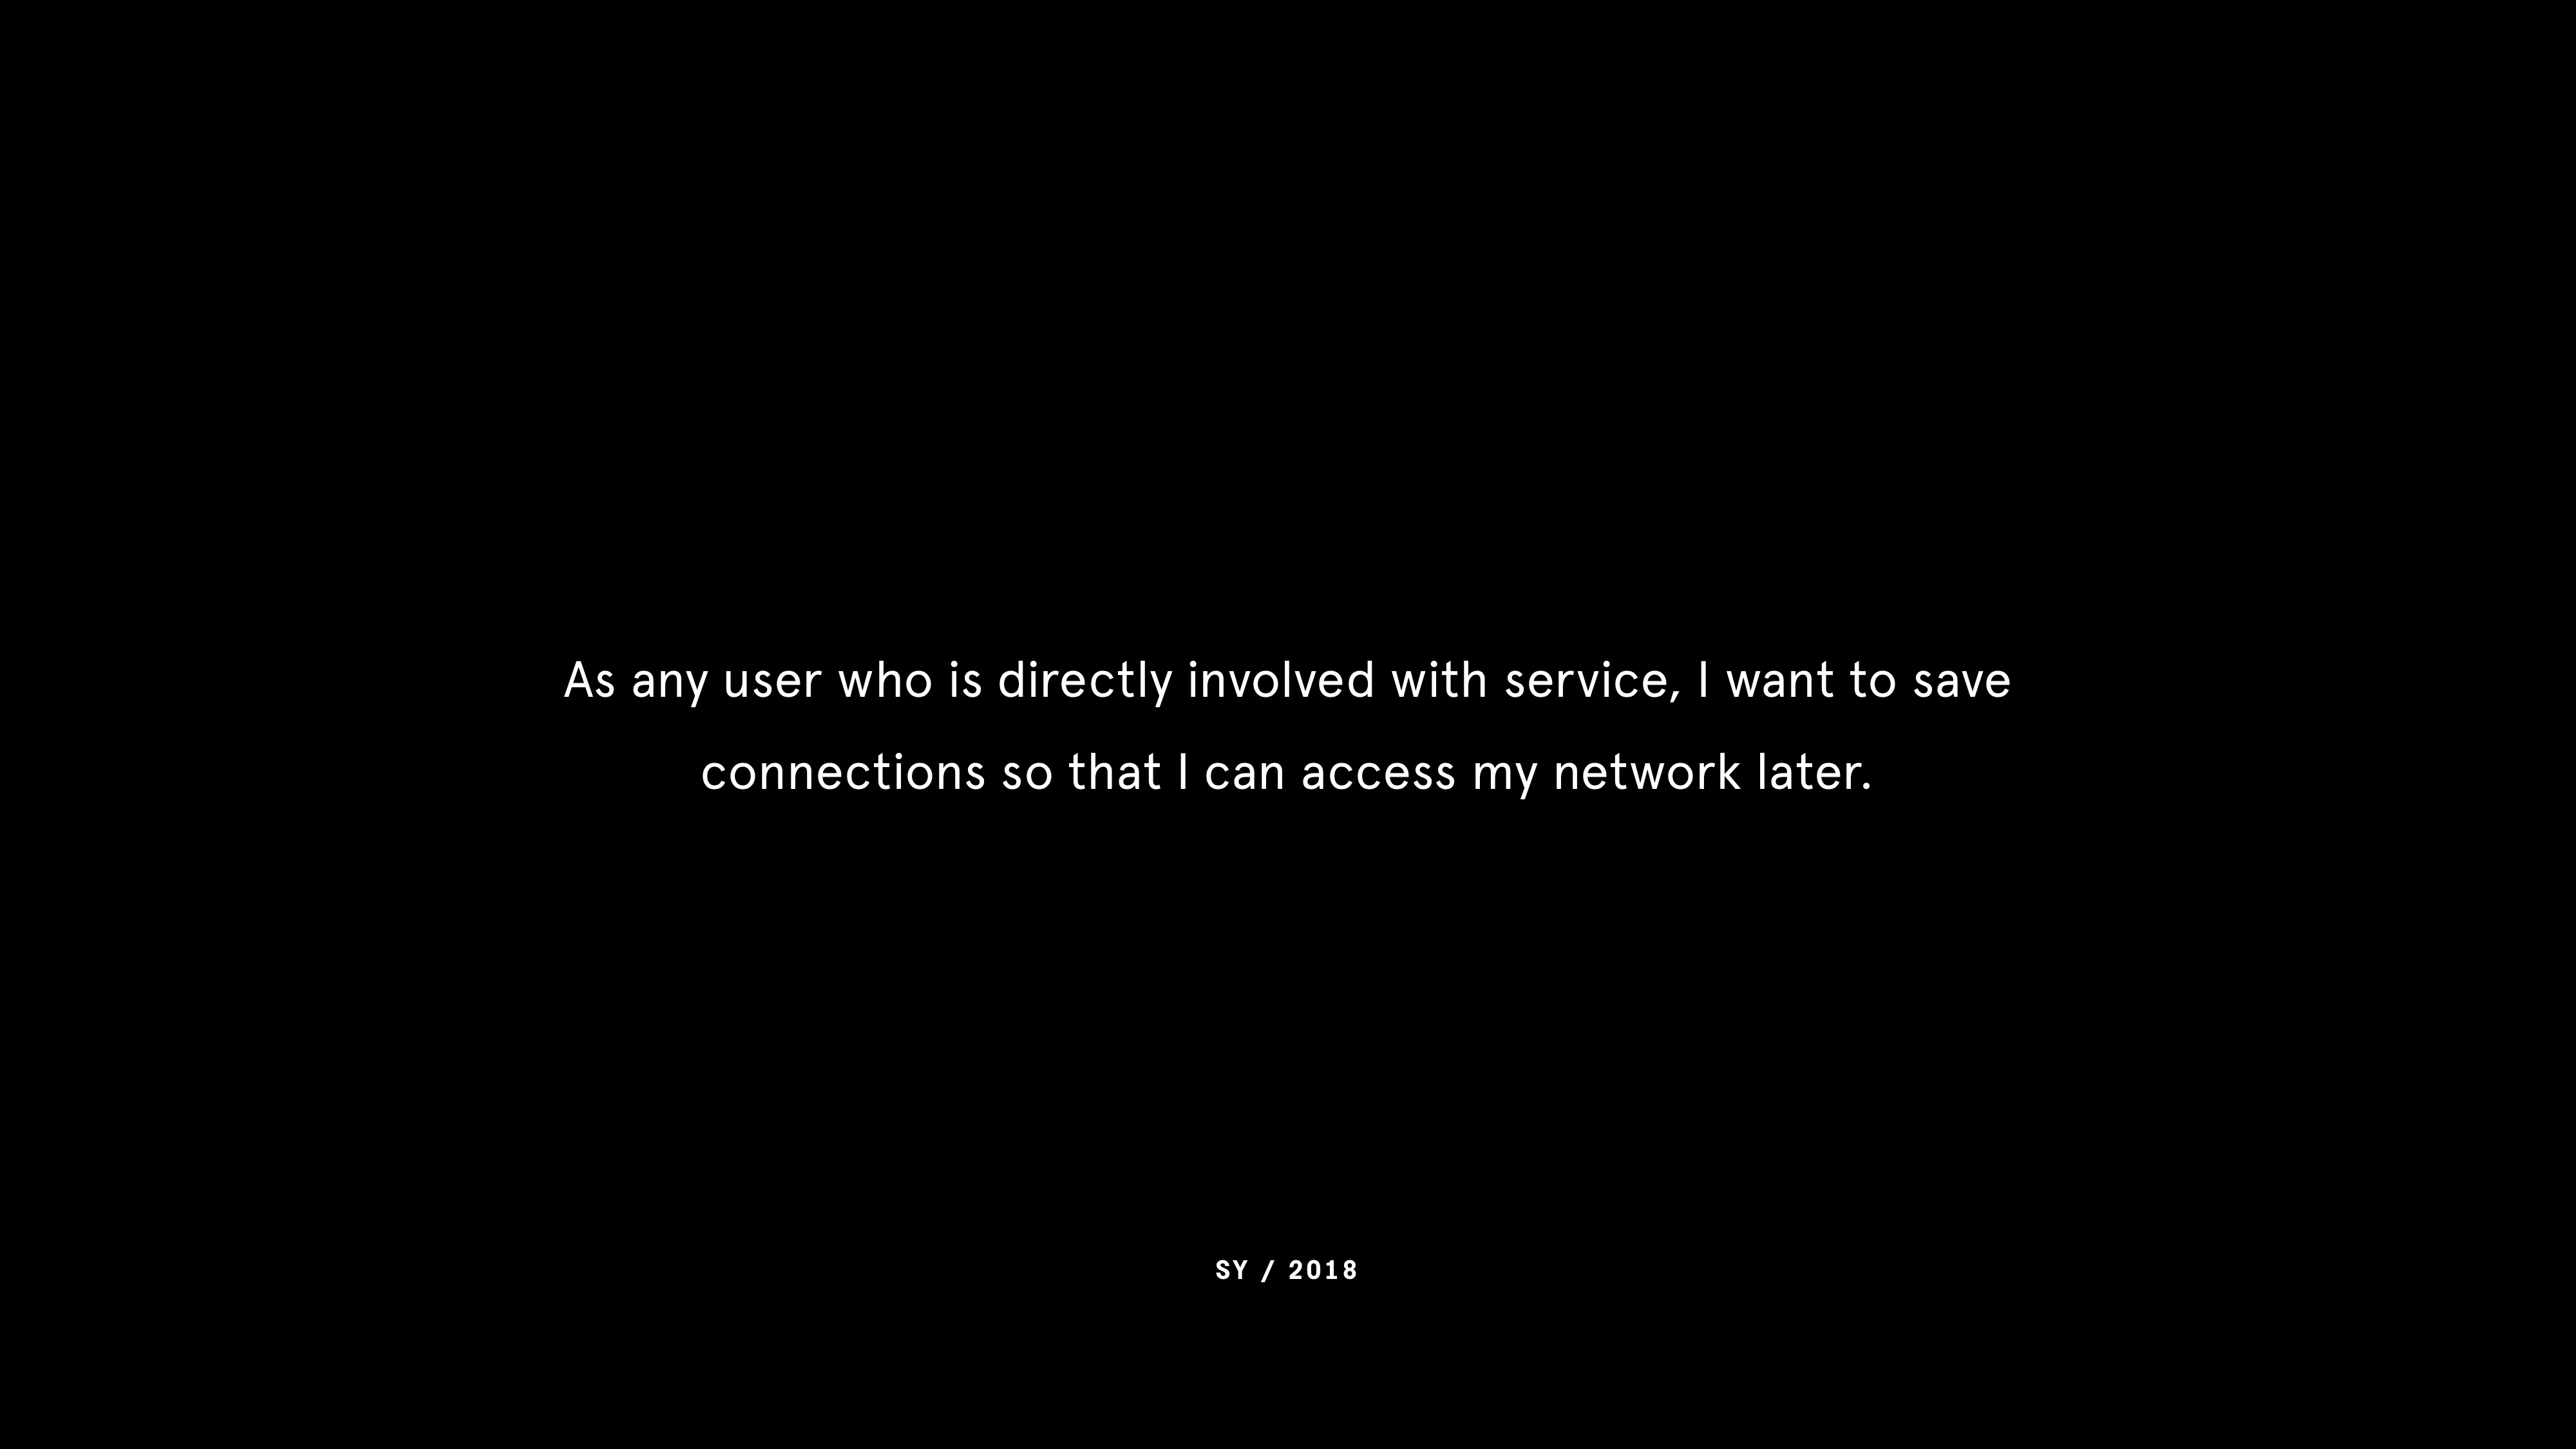 As any user who is directly involved with service, I want to save
connections so that I can access my network later.
SY / 2018